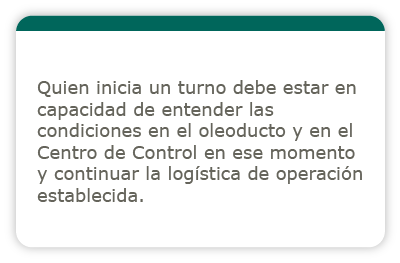 Quien inicia un turno debe estar en
capacidad de entender las
condiciones en el oleoducto y en el
Centro de Control en ese momento
y continuar la logística de operación
establecida.